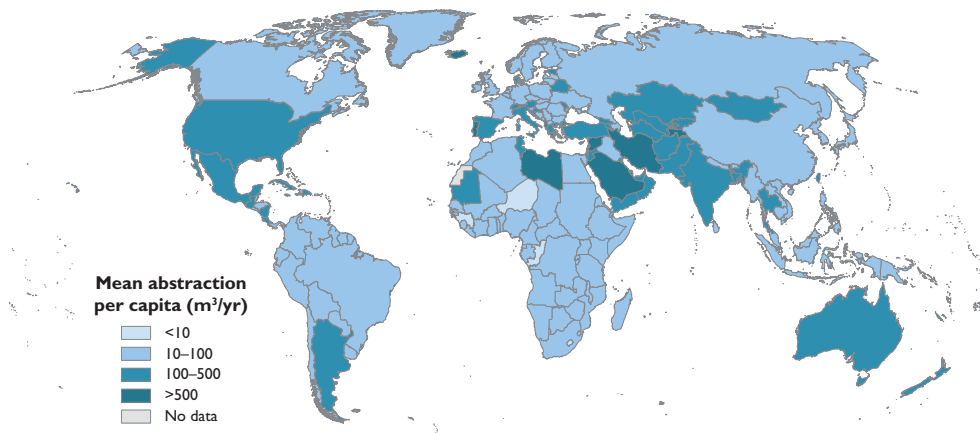 Mean abstraction
per capita (m³/yr)
<10
10–100
100–500
>500
No data